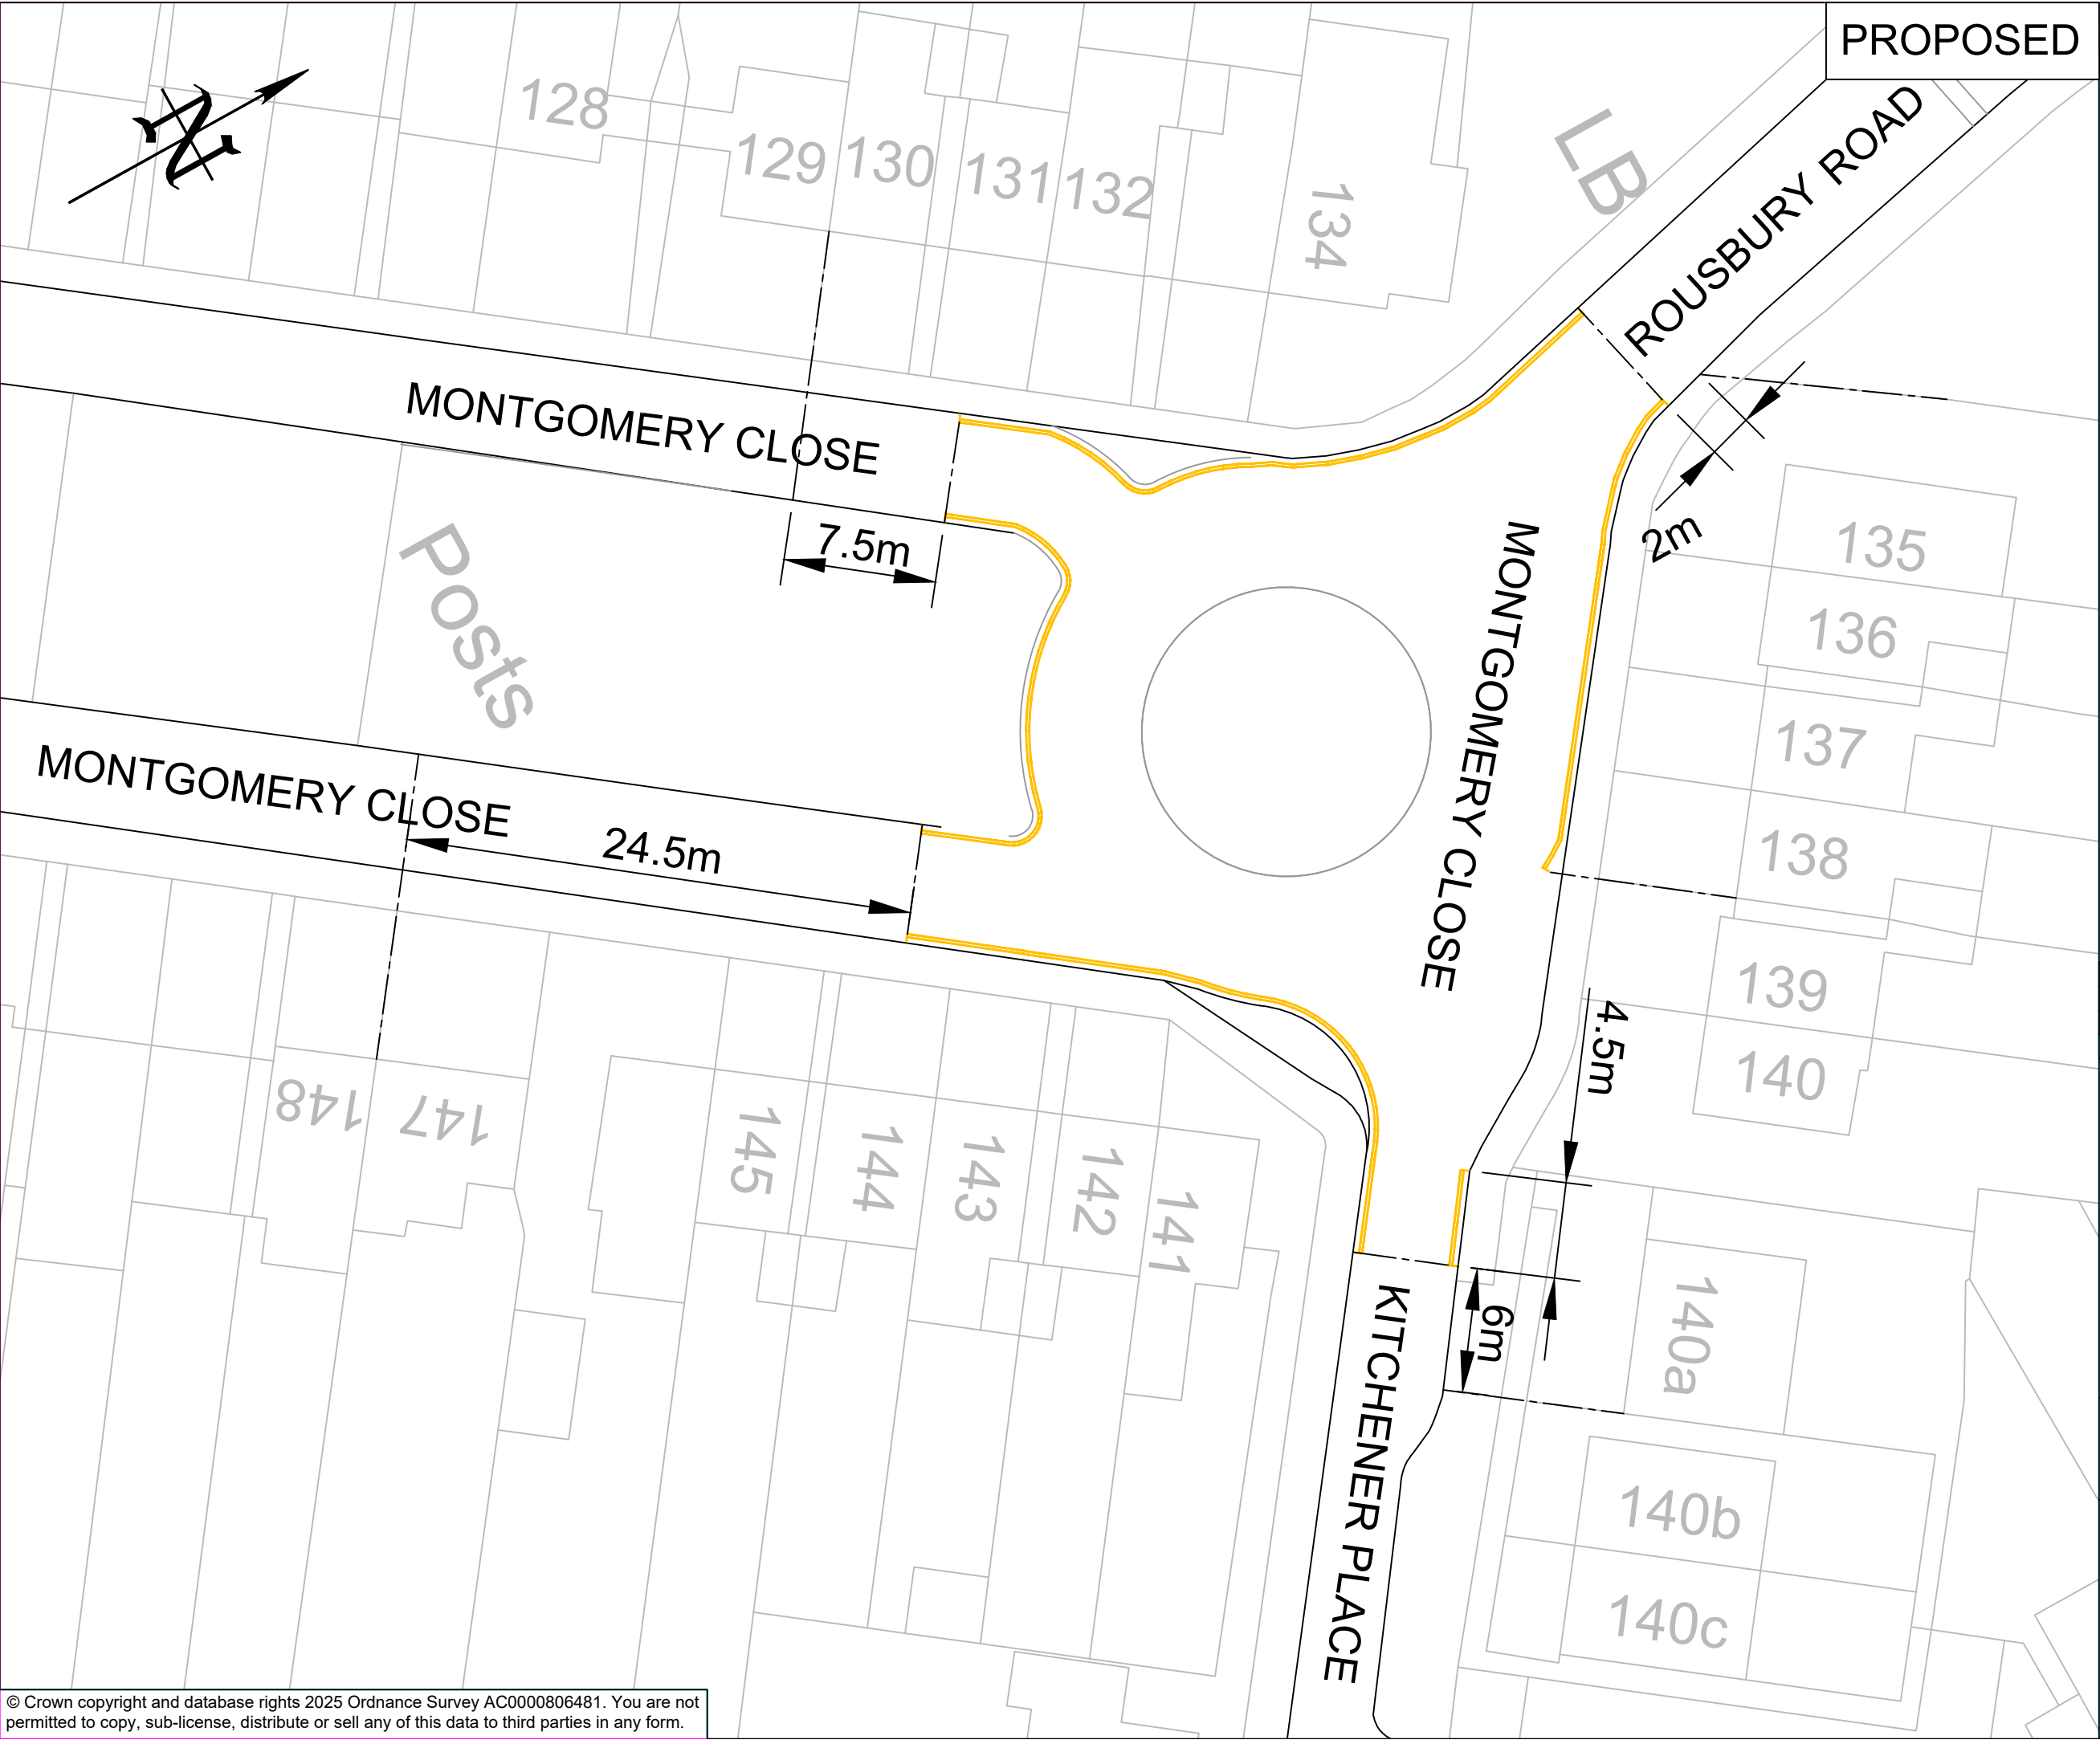 PROPOSED
128
129
130
131
132
134
LB
ROUSBURY ROAD
MONTGOMERY CLOSE
7.5m
Posts
2m
MONTGOMERY CLOSE
135
136
137
138
139
140
MONTGOMERY CLOSE
24.5m
4.5m
148
147
145
144
143
142
141
6m
140a
KITCHENER PLACE
140b
140c
© Crown copyright and database rights 2025 Ordnance Survey AC0000806481. You are not
permitted to copy, sub-license, distribute or sell any of this data to third parties in any form.